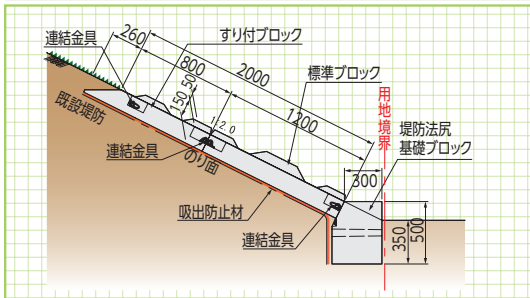 260
すり付ブロック
連結金具
800
2000
標準ブロック
50
150
1:2.0
1200
用地境界
堤防法尻
基礎ブロック
既設堤防
連結金具
のり面
300
吸出防止材
連結金具
350
500